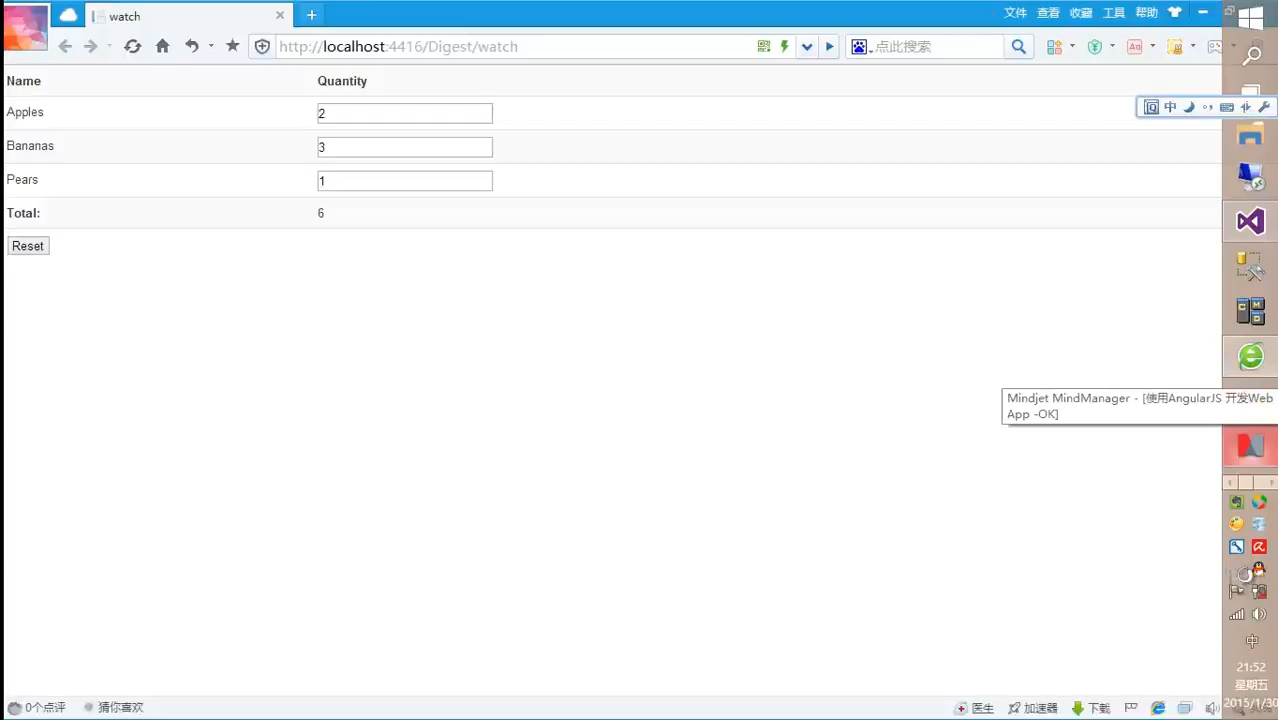 watch
文件 查看 收藏 工具 帮助
http://localhost:4416/Digest/watch
点此搜索
Name Quantity
Apples 2
Bananas 3
Pears 1
Total: 6
Reset
中
Mindjet MindManager - [使用AngularJS 开发Web
App -OK]
中
21:52
星期五
2015/1/30
0个点评 猜你喜欢
医生 加速器 下载